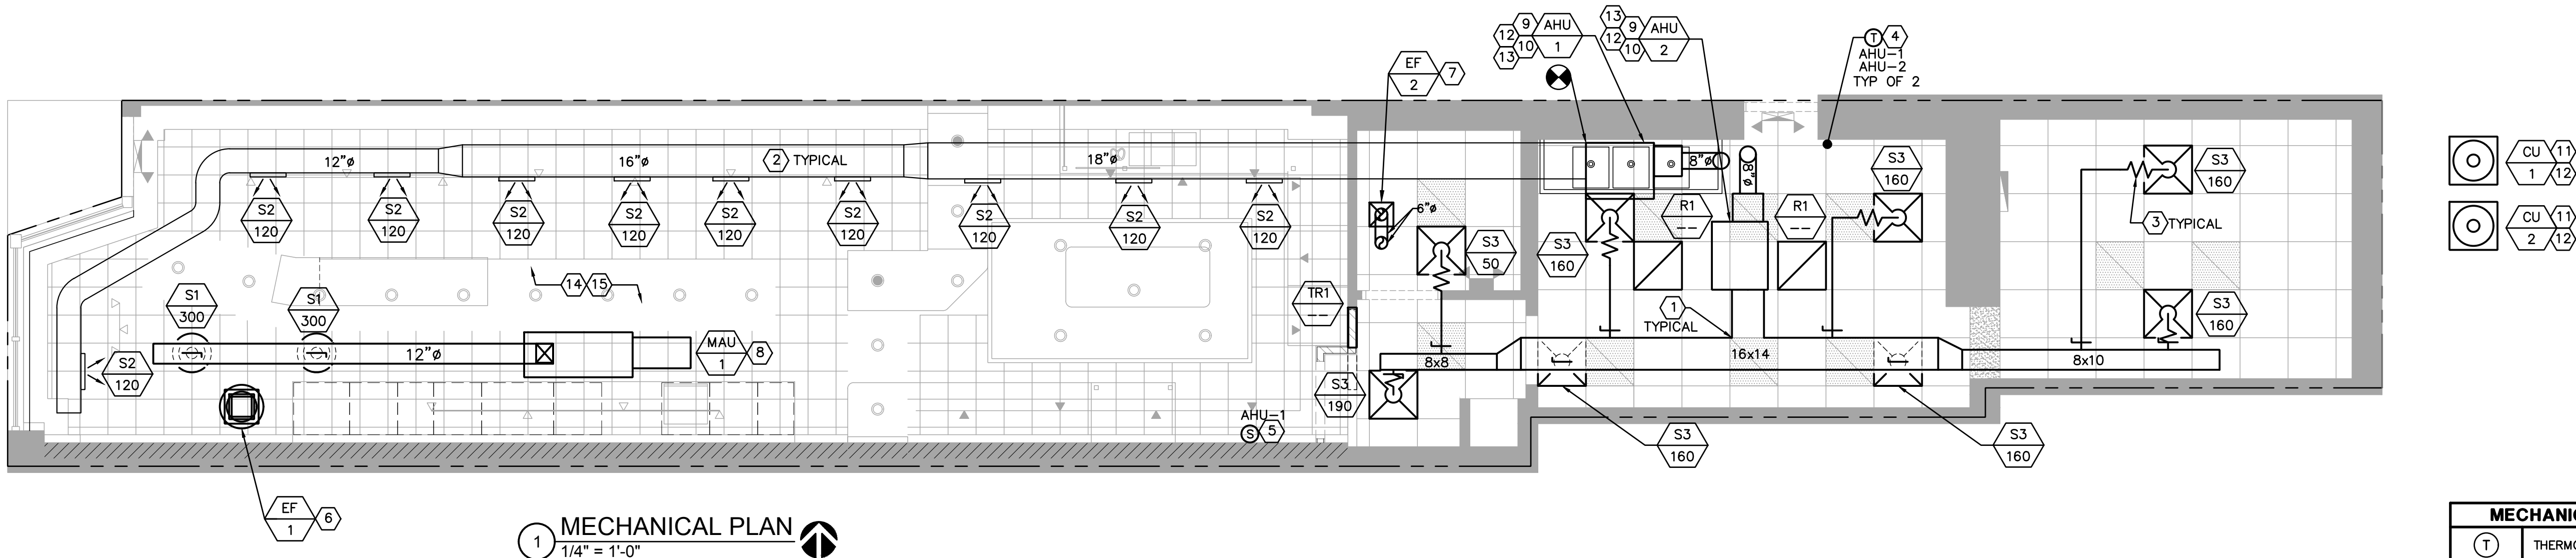 13
9
AHU
1
12
10
13
13
9
AHU
2
12
10
T
4
AHU-1
AHU-2
TYP OF 2
EF
2
7
12"ø
16"ø
2 TYPICAL
18"ø
8"ø
8"ø
S3
160
S3
160
CU
1
11
12
S2
120
S2
120
S2
120
S2
120
S2
120
S2
120
S2
120
S2
120
S2
120
6"ø
R1
--
R1
--
3 TYPICAL
CU
2
11
12
S3
50
S3
160
14
15
S1
300
S1
300
TR1
--
1
TYPICAL
S3
160
12"ø
MAU
1
8
S2
120
8x8
16x14
8x10
S3
190
AHU-1
S
5
S3
160
S3
160
EF
1
6
1
MECHANICAL PLAN
1/4" = 1'-0"
MECHANI
T
THERMO